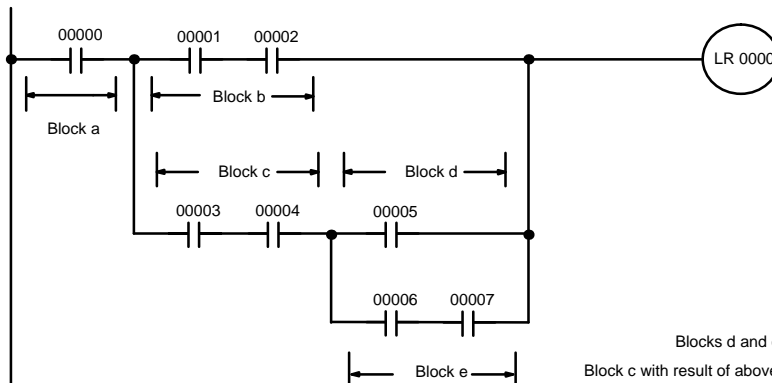 00000 00001 00002
LR 0000
Block b
Block a
Block c Block d
00003 00004 00005
00006 00007
Blocks d and
Block e Block c with result of above